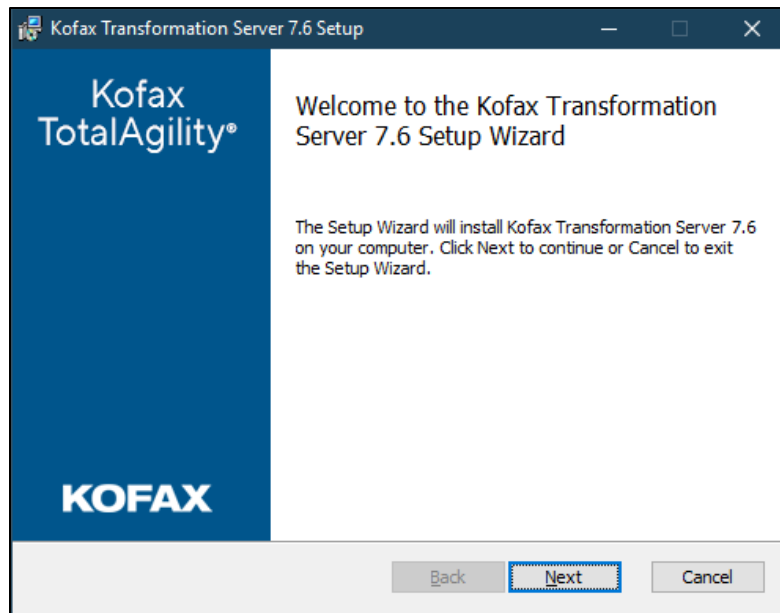 Kofax Transformation Server 7.6 Setup
Kofax
TotalAgility®
Welcome to the Kofax Transformation
Server 7.6 Setup Wizard
The Setup Wizard will install Kofax Transformation Server 7.6
on your computer. Click Next to continue or Cancel to exit
the Setup Wizard.
KOFAX
Back
Next
Cancel